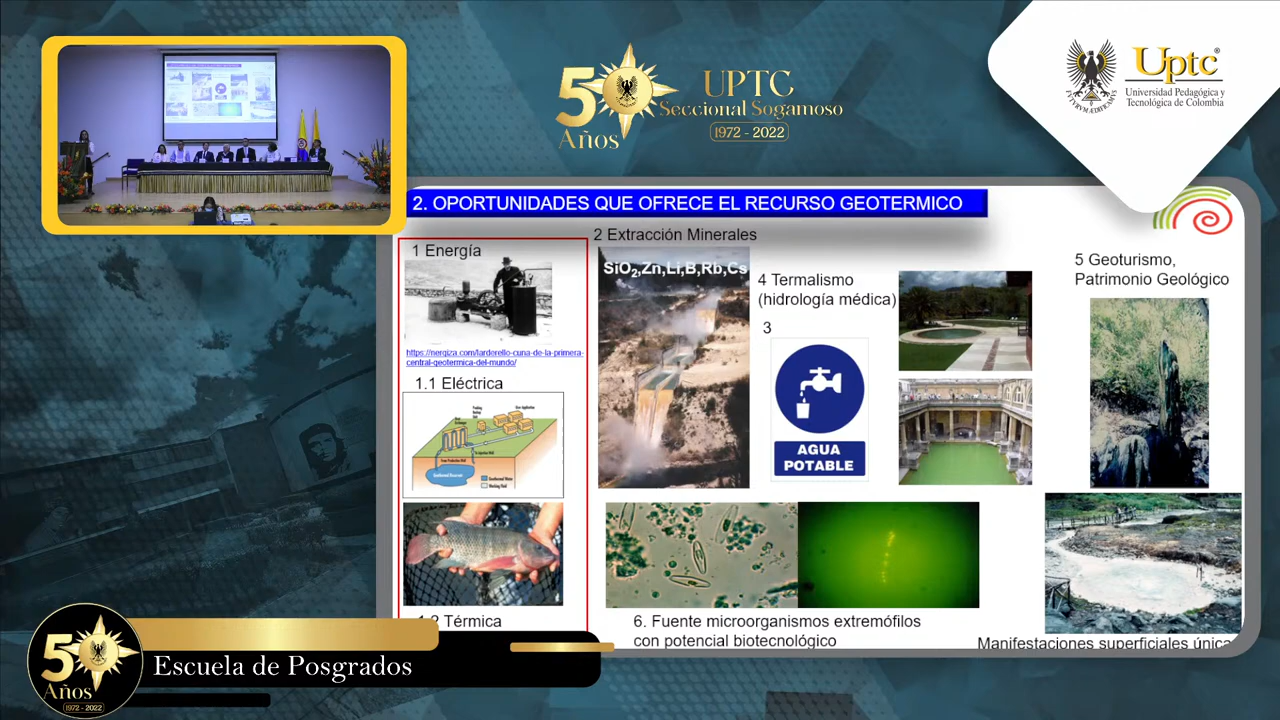 50
Años
UPTC
Seccional Sogamoso
1972 - 2022
Uptc®
Universidad Pedagógica y
Tecnológica de Colombia
2. OPORTUNIDADES QUE OFRECE EL RECURSO GEOTERMICO
1 Energía
https://nergiza.com/larderello-cuna-de-la-primera-
central-geotermica-del-mundo/
1.1 Eléctrica
1.2 Térmica
2 Extracción Minerales
SiO2,Zn,Li,B,Rb,Cs
3
AGUA
POTABLE
4 Termalismo
(hidrología médica)
5 Geoturismo,
Patrimonio Geológico
6. Fuente microorganismos extremófilos
con potencial biotecnológico
Manifestaciones superficiales única
50
Años
1972 - 2022
Escuela de Posgrados